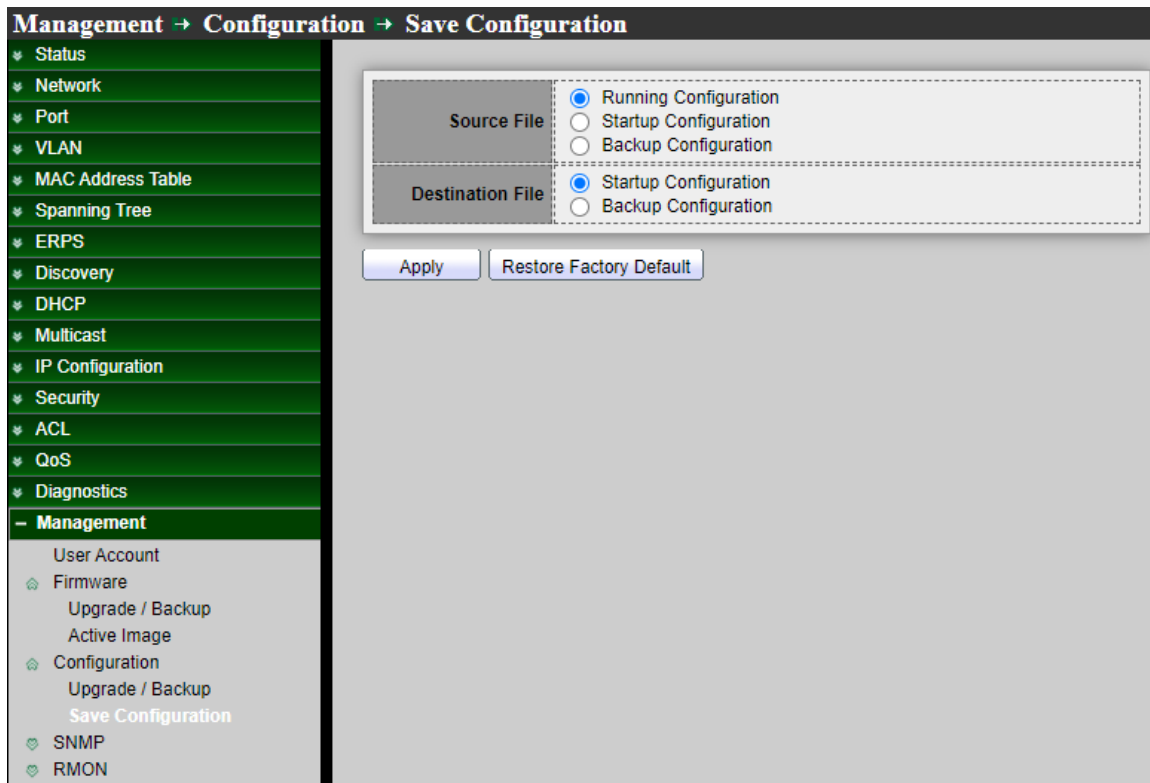 Management → Configuration → Save Configuration
Status
Network
Port
VLAN
MAC Address Table
Spanning Tree
ERPS
Discovery
DHCP
Multicast
IP Configuration
Security
ACL
QoS
Diagnostics
– Management
User Account
Firmware
Upgrade / Backup
Active Image
Configuration
Upgrade / Backup
Save Configuration
SNMP
RMON
Source File
Running Configuration
Startup Configuration
Backup Configuration
Destination File
Startup Configuration
Backup Configuration
Apply
Restore Factory Default